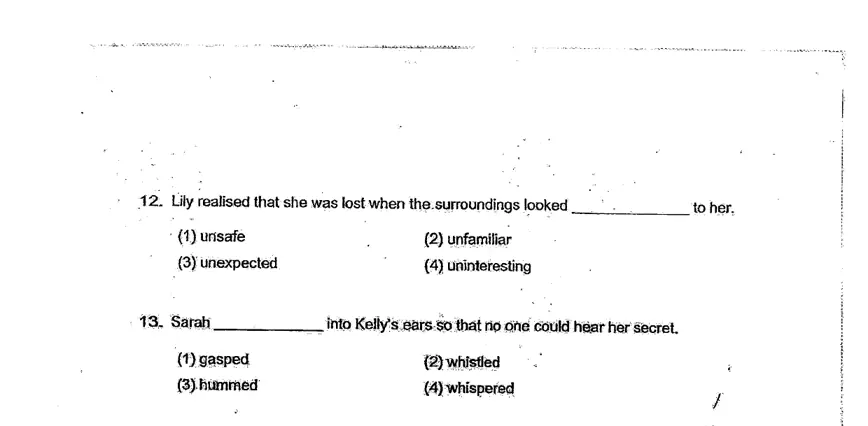 12. Lily realised that she was lost when the surroundings looked ______________ to her.
(1) unsafe (2) unfamiliar
(3) unexpected (4) uninteresting
13. Sarah ______________ into Kelly's ears so that no one could hear her secret.
(1) gasped (2) whistled
(3) hummed (4) whispered